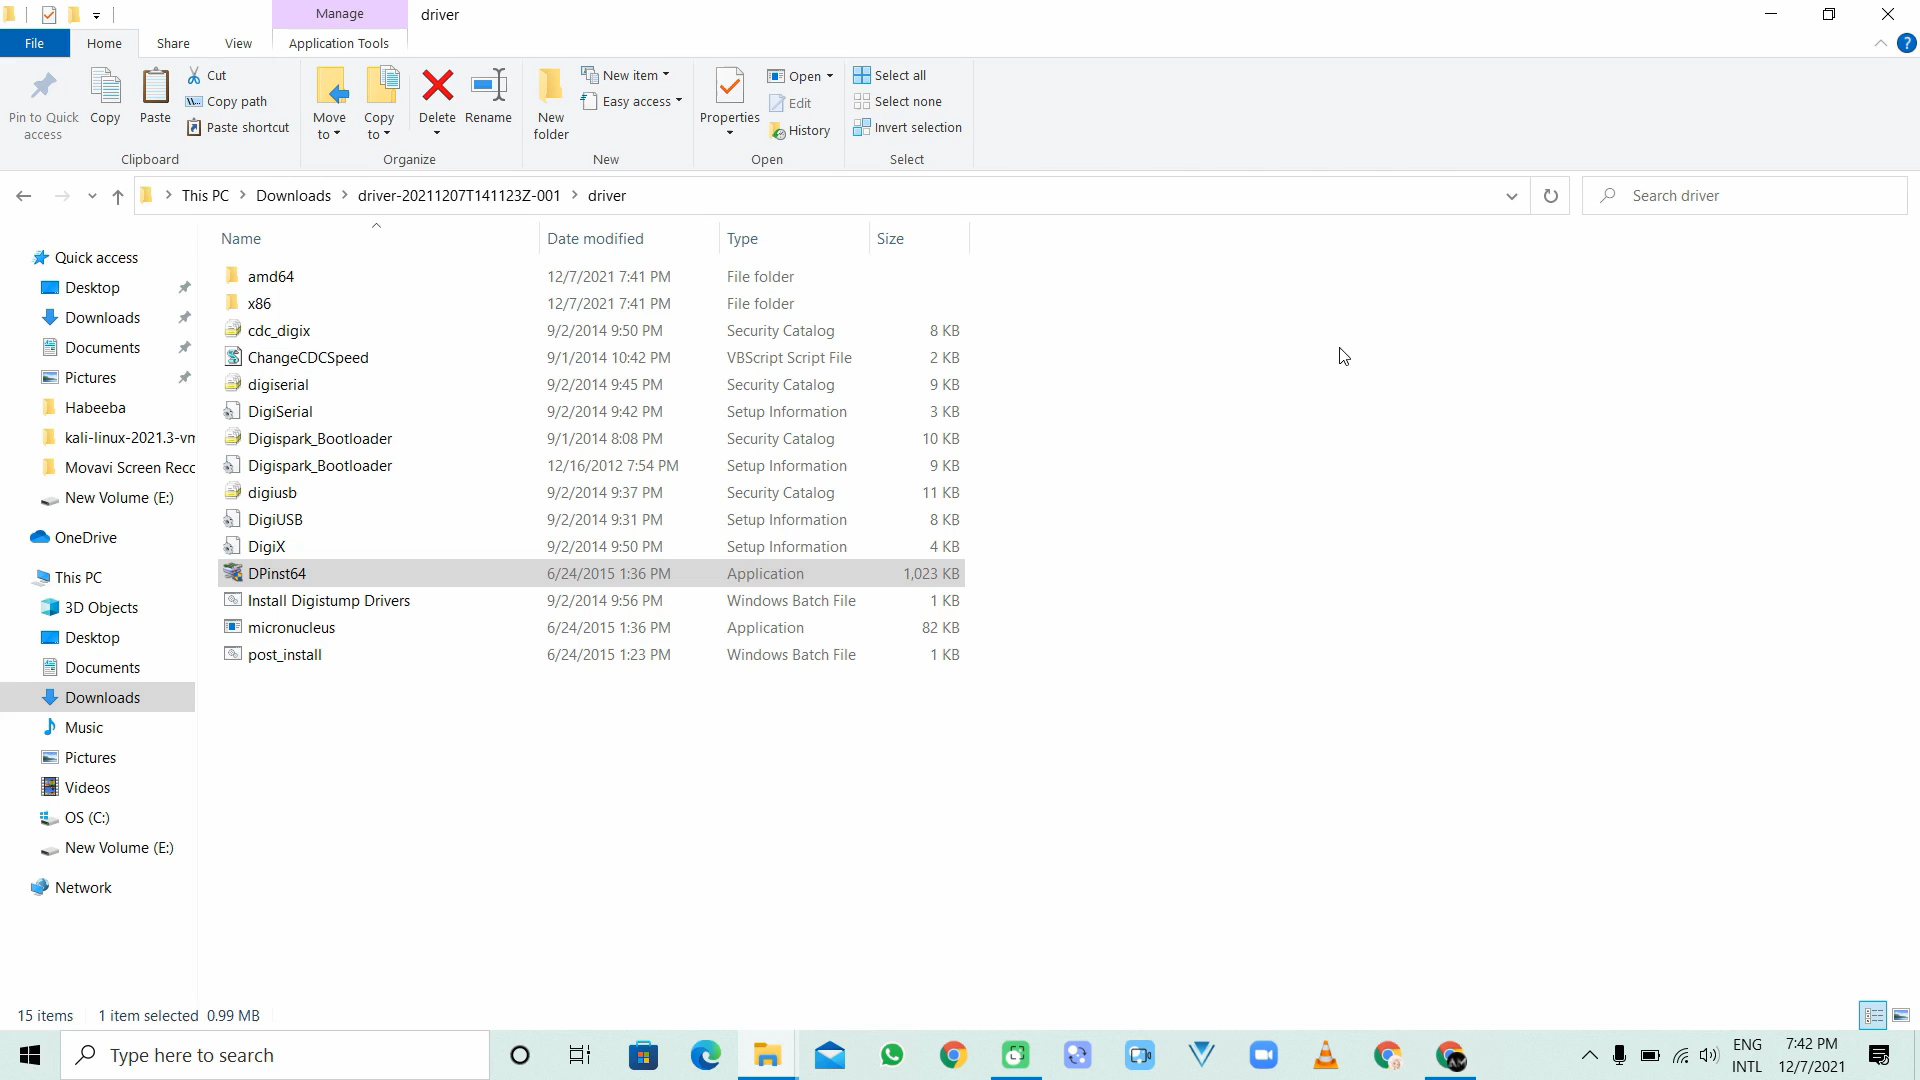 Manage
driver
File
Home
Share
View
Application Tools
Pin to Quick access
Copy
Paste
Cut
Copy path
Paste shortcut
Clipboard
Move to
Copy to
Delete
Rename
Organize
New folder
New item
Easy access
New
Properties
Open
Edit
History
Open
Select all
Select none
Invert selection
Select
This PC > Downloads > driver-20211207T141123Z-001 > driver
Search driver
Name Date modified Type Size
amd64 12/7/2021 7:41 PM File folder
x86 12/7/2021 7:41 PM File folder
cdc_digix 9/2/2014 9:50 PM Security Catalog 8 KB
ChangeCDCSpeed 9/1/2014 10:42 PM VBScript Script File 2 KB
digiserial 9/2/2014 9:45 PM Security Catalog 9 KB
DigiSerial 9/2/2014 9:42 PM Setup Information 3 KB
Digispark_Bootloader 9/1/2014 8:08 PM Security Catalog 10 KB
Digispark_Bootloader 12/16/2012 7:54 PM Setup Information 9 KB
digiusb 9/2/2014 9:37 PM Security Catalog 11 KB
DigiUSB 9/2/2014 9:31 PM Setup Information 8 KB
DigiX 9/2/2014 9:50 PM Setup Information 4 KB
DPinst64 6/24/2015 1:36 PM Application 1,023 KB
Install Digistump Drivers 9/2/2014 9:56 PM Windows Batch File 1 KB
micronucleus 6/24/2015 1:36 PM Application 82 KB
post_install 6/24/2015 1:23 PM Windows Batch File 1 KB
Quick access
Desktop
Downloads
Documents
Pictures
Habeeba
kali-linux-2021.3-vm
Movavi Screen Recc
New Volume (E:)
OneDrive
This PC
3D Objects
Desktop
Documents
Downloads
Music
Pictures
Videos
OS (C:)
New Volume (E:)
Network
15 items 1 item selected 0.99 MB
Type here to search
ENG
INTL
7:42 PM
12/7/2021